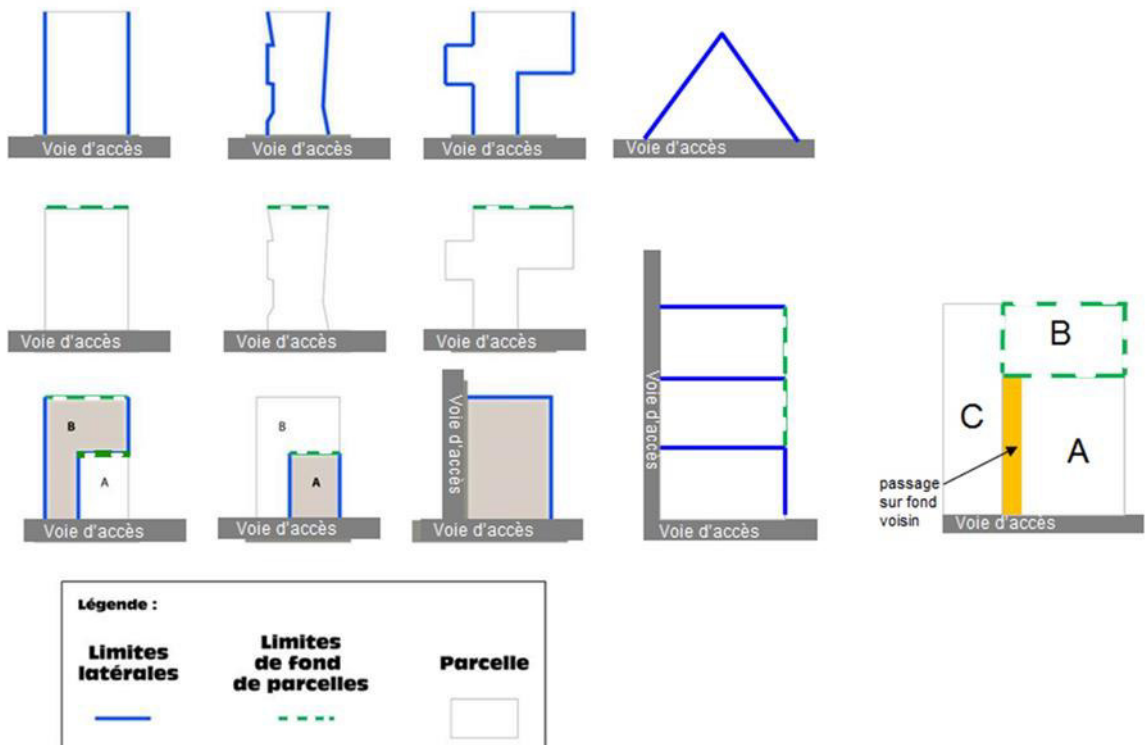 Voie d'accès
Voie d'accès
Voie d'accès
Voie d'accès
Voie d'accès
Voie d'accès
Voie d'accès
B
A
Voie d'accès
B
A
Voie d'accès
Voie d'accès
Voie d'accès
Voie d'accès
B
C
A
passage
sur fond
voisin
Voie d'accès
Légende :
Limites
latérales
Limites
de fond
de parcelles
Parcelle